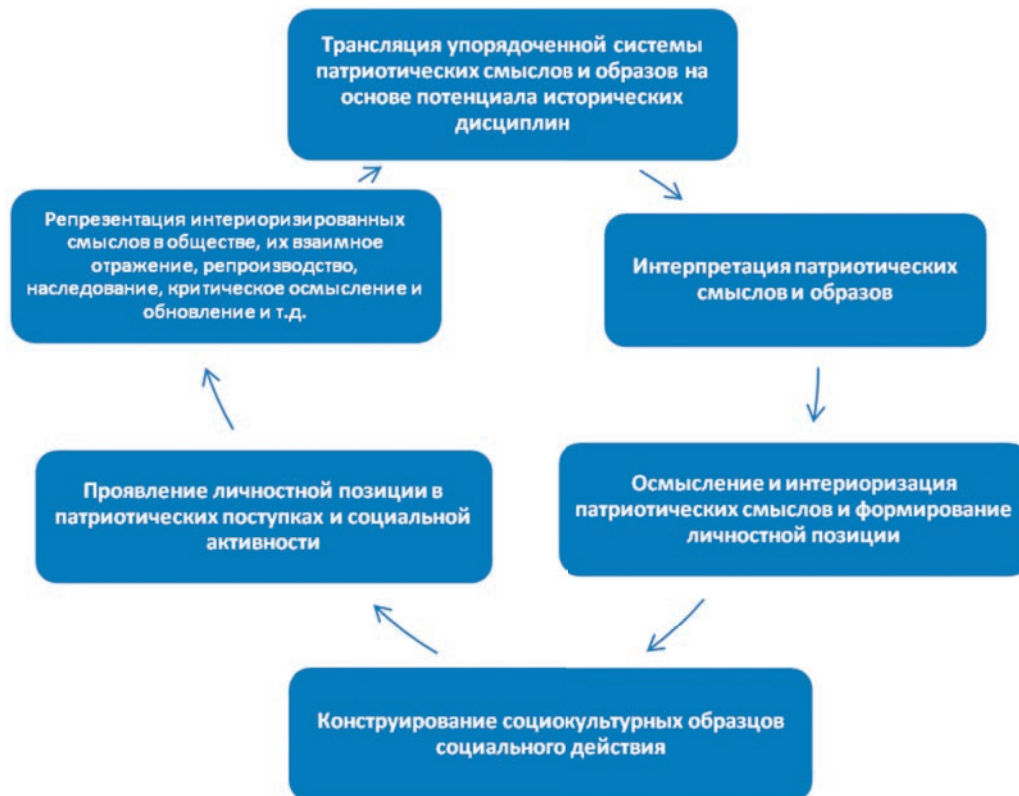 Трансляция упорядоченной системы
патриотических смыслов и образов на
основе потенциала исторических
дисциплин
Интерпретация патриотических
смыслов и образов
Осмысление и интериоризация
патриотических смыслов и формирование
личностной позиции
Конструирование социокультурных образцов
социального действия
Проявление личностной позиции в
патриотических поступках и социальной
активности
Репрезентация интериоризированных
смыслов в обществе, их взаимное
отражение, репроизводство,
наследование, критическое осмысление и
обновление и т.д.